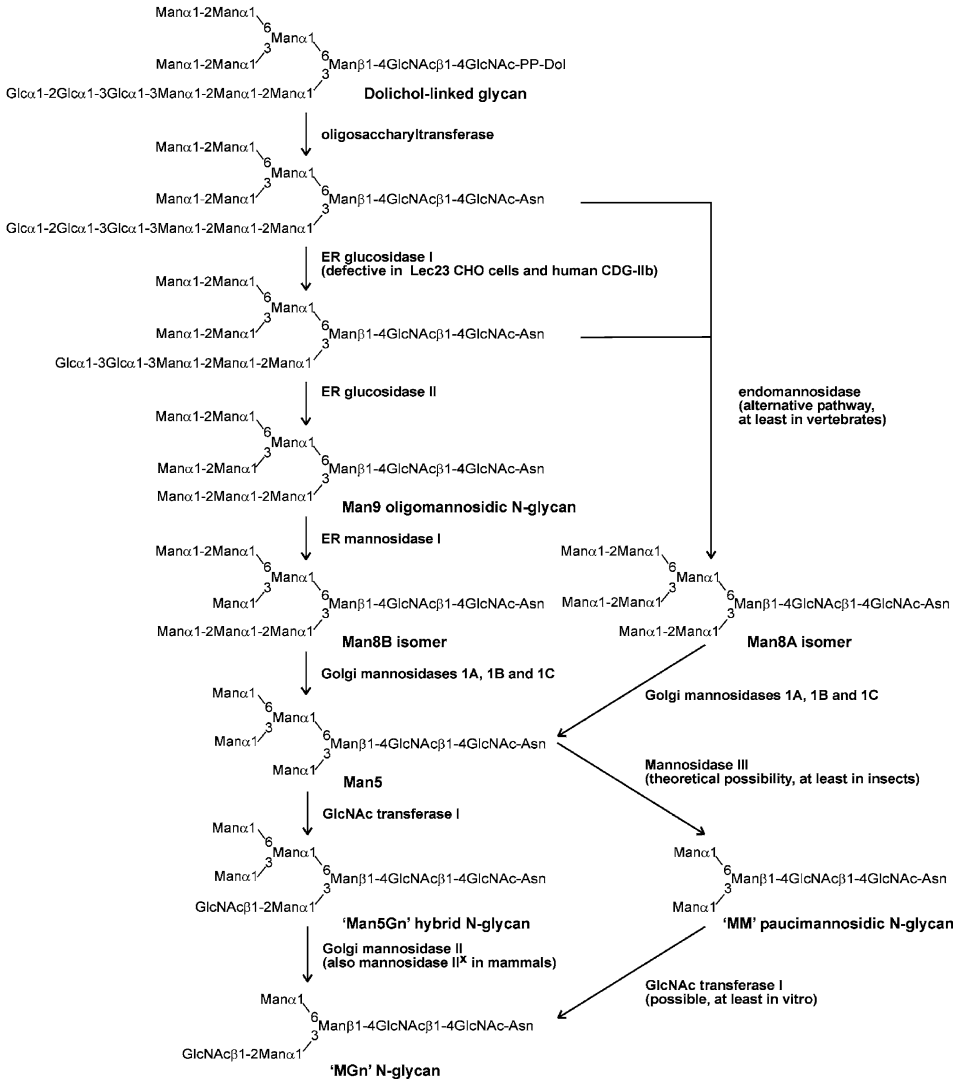 Manα1-2Manα1
6
Manα1
3
6
Manα1-2Manα1
Manβ1-4GlcNAcβ1-4GlcNAc-PP-Dol
3
Glcα1-2Glcα1-3Glcα1-3Manα1-2Manα1-2Manα1
Dolichol-linked glycan
oligosaccharyltransferase
Manα1-2Manα1
6
Manα1
3
6
Manα1-2Manα1
Manβ1-4GlcNAcβ1-4GlcNAc-Asn
3
Glcα1-2Glcα1-3Glcα1-3Manα1-2Manα1-2Manα1
ER glucosidase I
(defective in Lec23 CHO cells and human CDG-IIb)
Manα1-2Manα1
6
Manα1
3
6
Manα1-2Manα1
Manβ1-4GlcNAcβ1-4GlcNAc-Asn
3
Glcα1-3Glcα1-3Manα1-2Manα1-2Manα1
ER glucosidase II
endomannosidase
(alternative pathway,
at least in vertebrates)
Manα1-2Manα1
6
Manα1
3
6
Manα1-2Manα1
Manβ1-4GlcNAcβ1-4GlcNAc-Asn
3
Manα1-2Manα1-2Manα1
Man9 oligomannosidic N-glycan
ER mannosidase I
Manα1-2Manα1
6
Manα1
3
6
Manα1
Manβ1-4GlcNAcβ1-4GlcNAc-Asn
3
Manα1-2Manα1-2Manα1
Man8B isomer
Manα1-2Manα1
6
Manα1
3
6
Manα1-2Manα1
Manβ1-4GlcNAcβ1-4GlcNAc-Asn
3
Manα1-2Manα1
Man8A isomer
Golgi mannosidases 1A, 1B and 1C
Golgi mannosidases 1A, 1B and 1C
Manα1
6
Manα1
3
6
Manα1
Manβ1-4GlcNAcβ1-4GlcNAc-Asn
3
Manα1
Man5
Mannosidase III
(theoretical possibility, at least in insects)
GlcNAc transferase I
Manα1
6
Manα1
3
6
Manα1
Manβ1-4GlcNAcβ1-4GlcNAc-Asn
3
GlcNAcβ1-2Manα1
‘Man5Gn’ hybrid N-glycan
Manα1
6
Manβ1-4GlcNAcβ1-4GlcNAc-Asn
3
Manα1
‘MM’ paucimannosidic N-glycan
Golgi mannosidase II
(also mannosidase IIˣ in mammals)
GlcNAc transferase I
(possible, at least in vitro)
Manα1
6
Manβ1-4GlcNAcβ1-4GlcNAc-Asn
3
GlcNAcβ1-2Manα1
‘MGn’ N-glycan